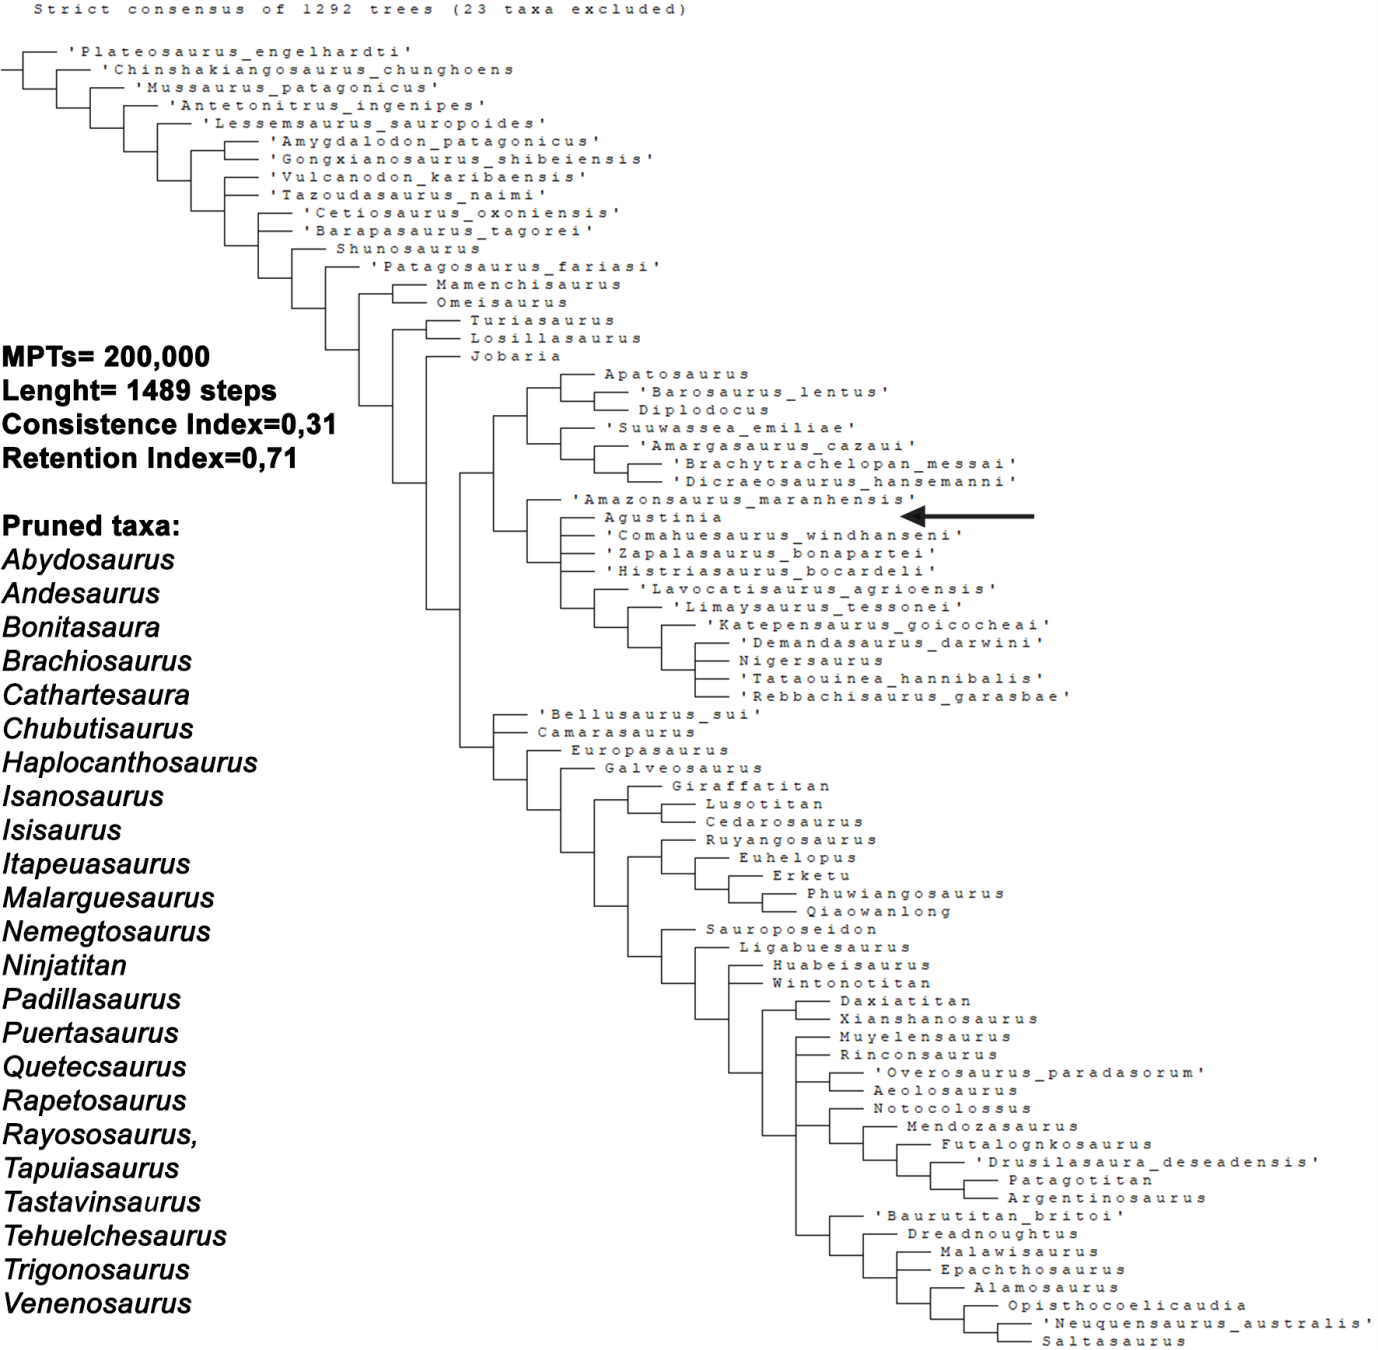 Strict consensus of 1292 trees (23 taxa excluded)
'Plateosaurus_engelhardti'
'Chinshakiangosaurus_chunghoens
'Mussaurus_patagonicus'
'Antetonitrus_ingenipes'
'Lessemsaurus_sauropoides'
'Amygdalodon_patagonicus'
'Gongxianosaurus_shibeiensis'
'Vulcanodon_karibaensis'
'Tazoudasaurus_naimi'
'Cetiosaurus_oxoniensis'
'Barapasaurus_tagorei'
Shunosaurus
'Patagosaurus_fariasi'
Mamenchisaurus
Omeisaurus
Turiasaurus
Losillasaurus
Jobaria
Apatosaurus
'Barosaurus_lentus'
Diplodocus
'Suuwassea_emiliae'
'Amargasaurus_cazaui'
'Brachytrachelopan_messai'
'Dicraeosaurus_hansemanni'
'Amazonsaurus_maranhensis'
Agustinia
'Comahuesaurus_windhanseni'
'Zapalasaurus_bonapartei'
'Histriasaurus_bocardeli'
'Lavocatisaurus_agrioensis'
'Limaysaurus_tessonei'
'Katepensaurus_goicocheai'
'Demandasaurus_darwini'
Nigersaurus
'Tataouinea_hannibalis'
'Rebbachisaurus_garasbae'
'Bellusaurus_sui'
Camarasaurus
Europasaurus
Galveosaurus
Giraffatitan
Lusotitan
Cedarosaurus
Ruyangosaurus
Euhelopus
Erketu
Phuwiangosaurus
Qiaowanlong
Sauroposeidon
Ligabuesaurus
Huabeisaurus
Wintonotitan
Daxiatitan
Xianshanosaurus
Muyelensaurus
Rinconsaurus
'Overosaurus_paradasorum'
Aeolosaurus
Notocolossus
Mendozasaurus
Futalognkosaurus
'Drusilasaura_deseadensis'
Patagotitan
Argentinosaurus
'Baurutitan_britoi'
Dreadnoughtus
Malawisaurus
Epachthosaurus
Alamosaurus
Opisthocoelicaudia
'Neuquensaurus_australis'
Saltasaurus
MPTs= 200,000
Lenght= 1489 steps
Consistence Index=0,31
Retention Index=0,71
Pruned taxa:
Abydosaurus
Andesaurus
Bonitasaura
Brachiosaurus
Cathartesaura
Chubutisaurus
Haplocanthosaurus
Isanosaurus
Isisaurus
Itapeuasaurus
Malarguesaurus
Nemegtosaurus
Ninjatitan
Padillasaurus
Puertasaurus
Quetecsaurus
Rapetosaurus
Rayososaurus,
Tapuiasaurus
Tastavinsaurus
Tehuelchesaurus
Trigonosaurus
Venenosaurus